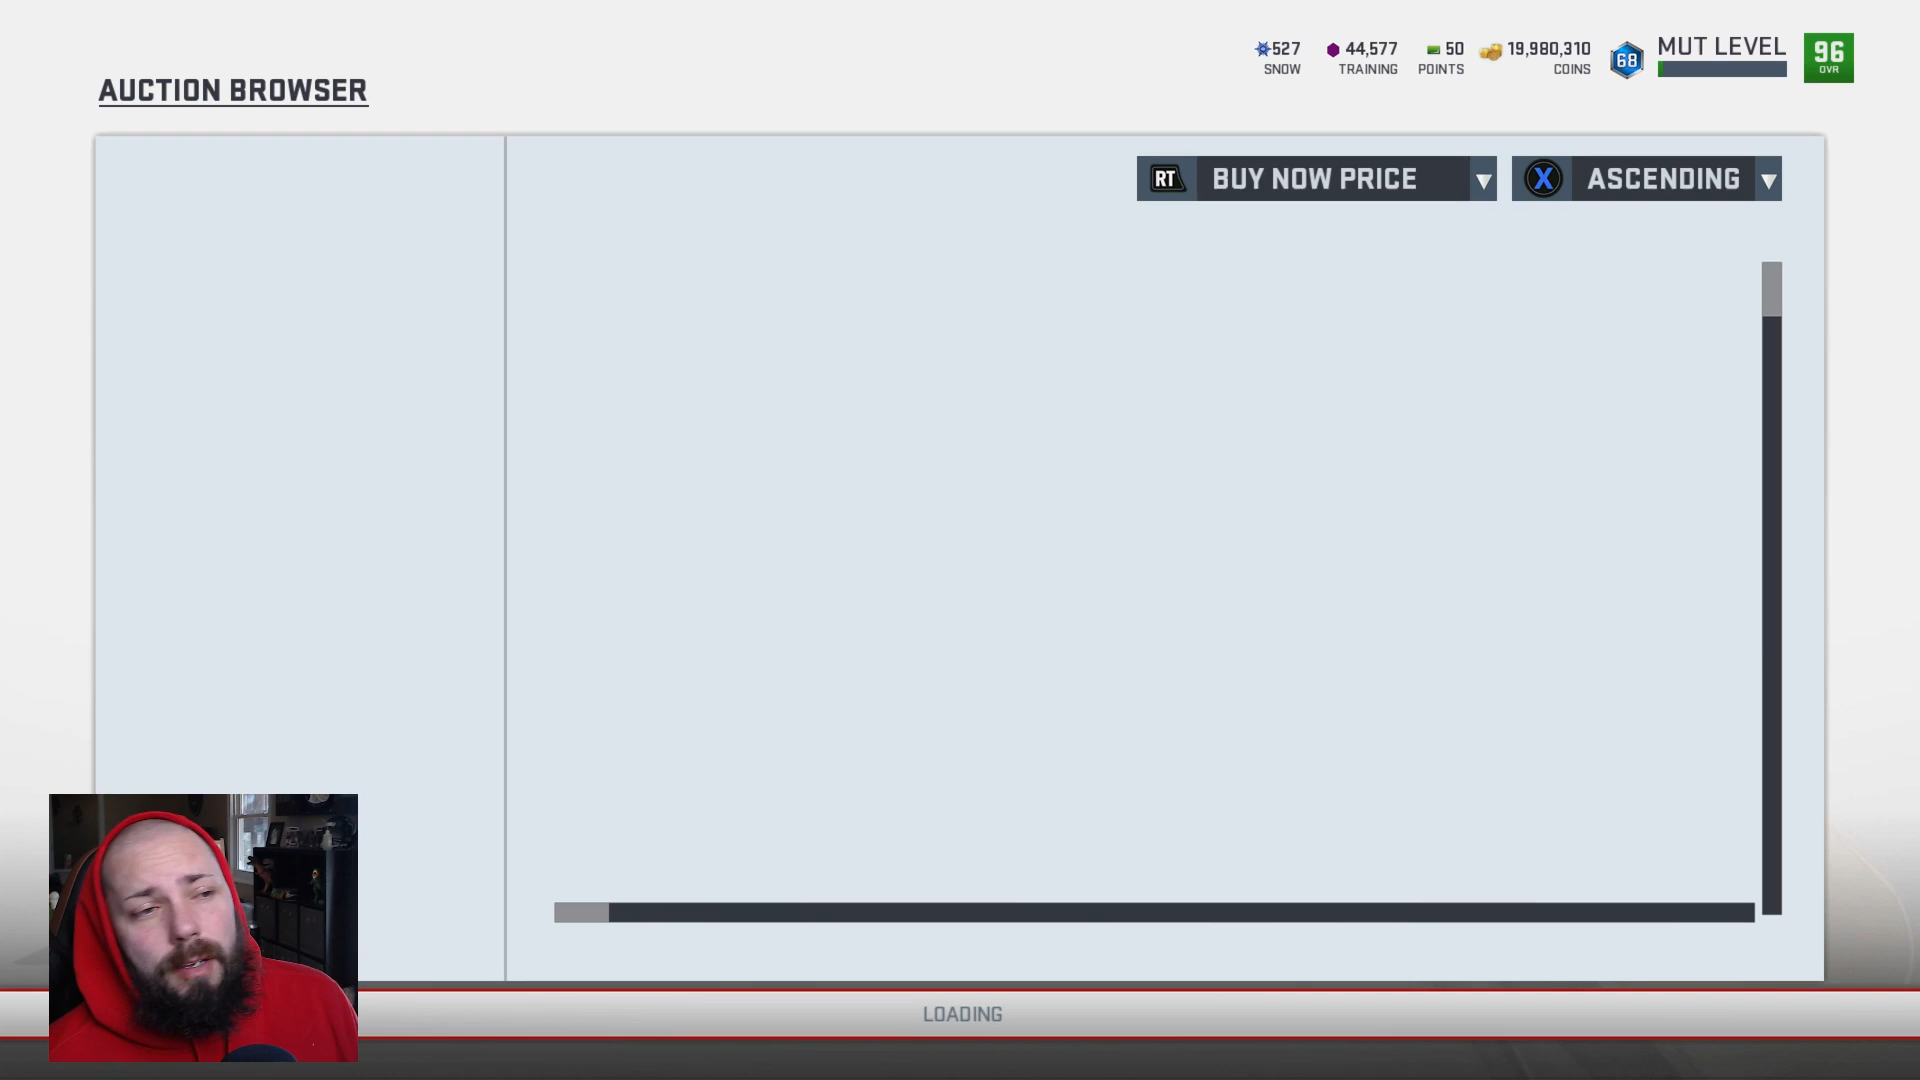 527
SNOW
44,577
TRAINING
50
POINTS
19,980,310
COINS
68
MUT LEVEL
96
OVR
AUCTION BROWSER
RT BUY NOW PRICE
X ASCENDING
LOADING